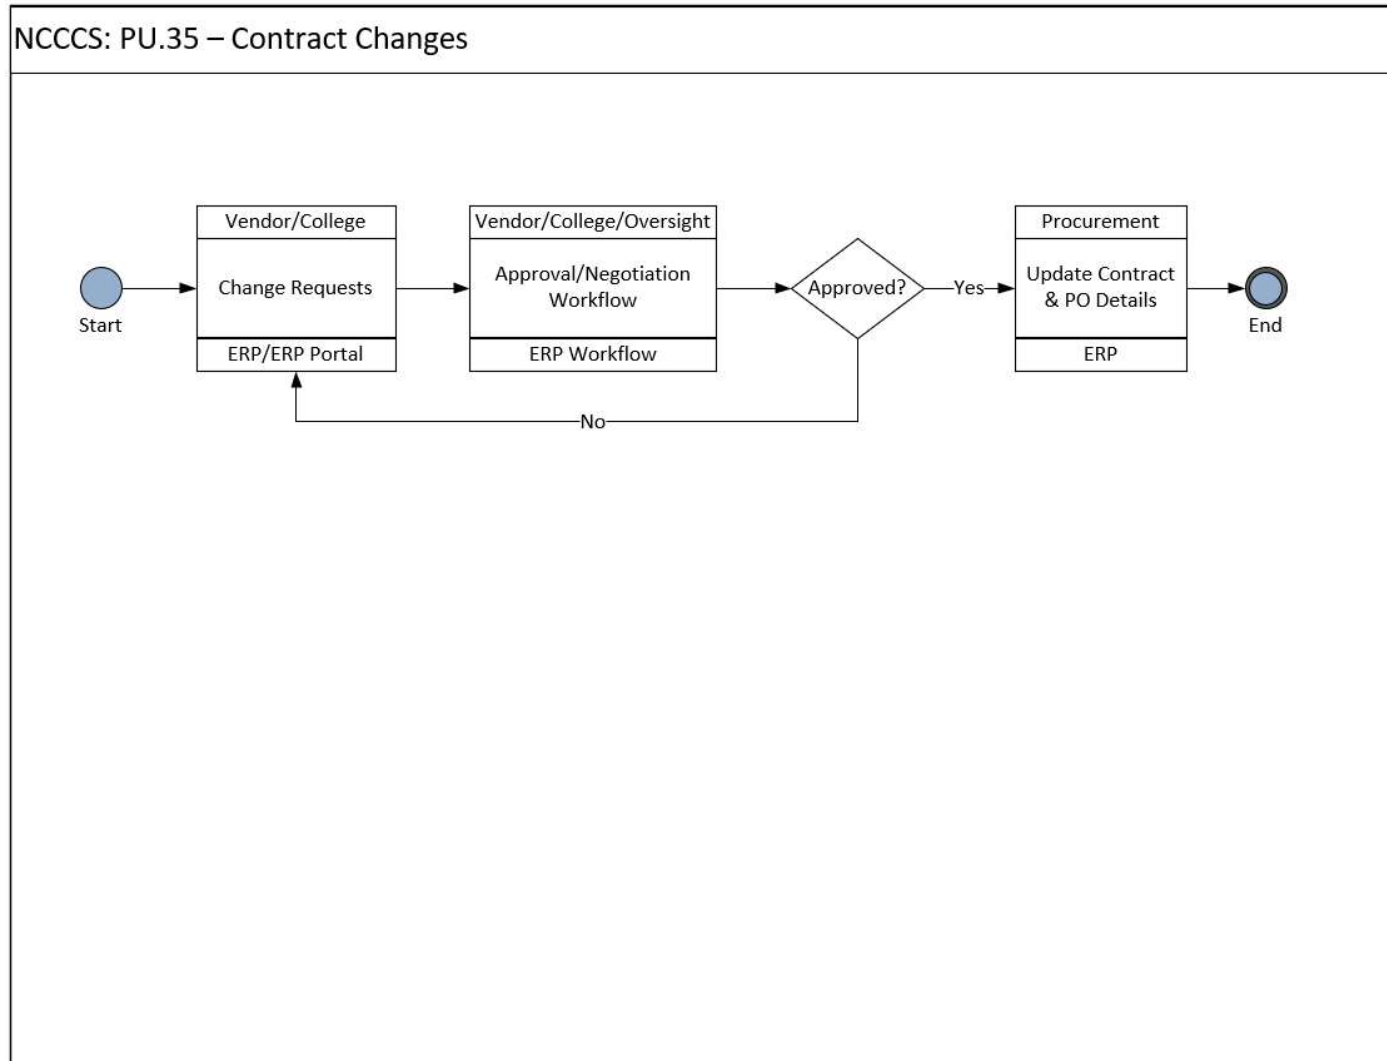 NCCCS: PU.35 – Contract Changes
Start
Vendor/College
Change Requests
ERP/ERP Portal
Vendor/College/Oversight
Approval/Negotiation
Workflow
ERP Workflow
Approved?
Yes
No
Procurement
Update Contract
& PO Details
ERP
End